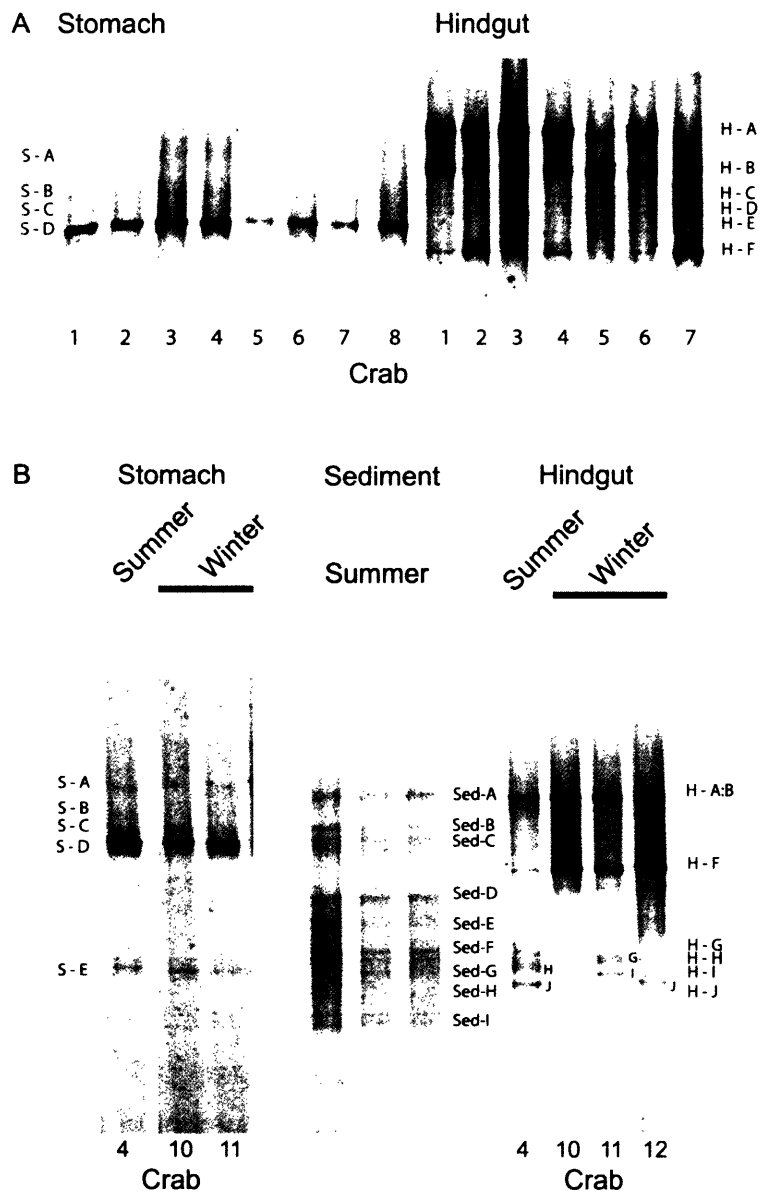 A Stomach Hindgut
S - A
S - B
S - C
S - D
H - A
H - B
H - C
H - D
H - E
H - F
1 2 3 4 5 6 7 8 1 2 3 4 5 6 7
Crab
B Stomach Sediment Hindgut
Summer Winter Summer Summer Winter
S - A
S - B
S - C
S - D
S - E
Sed-A
Sed-B
Sed-C
Sed-D
Sed-E
Sed-F
Sed-G
Sed-H
Sed-I
H - A:B
H - F
H - G
H - H
H - I
H - J
H
J
G
I
J
4 10 11 4 10 11 12
Crab Crab